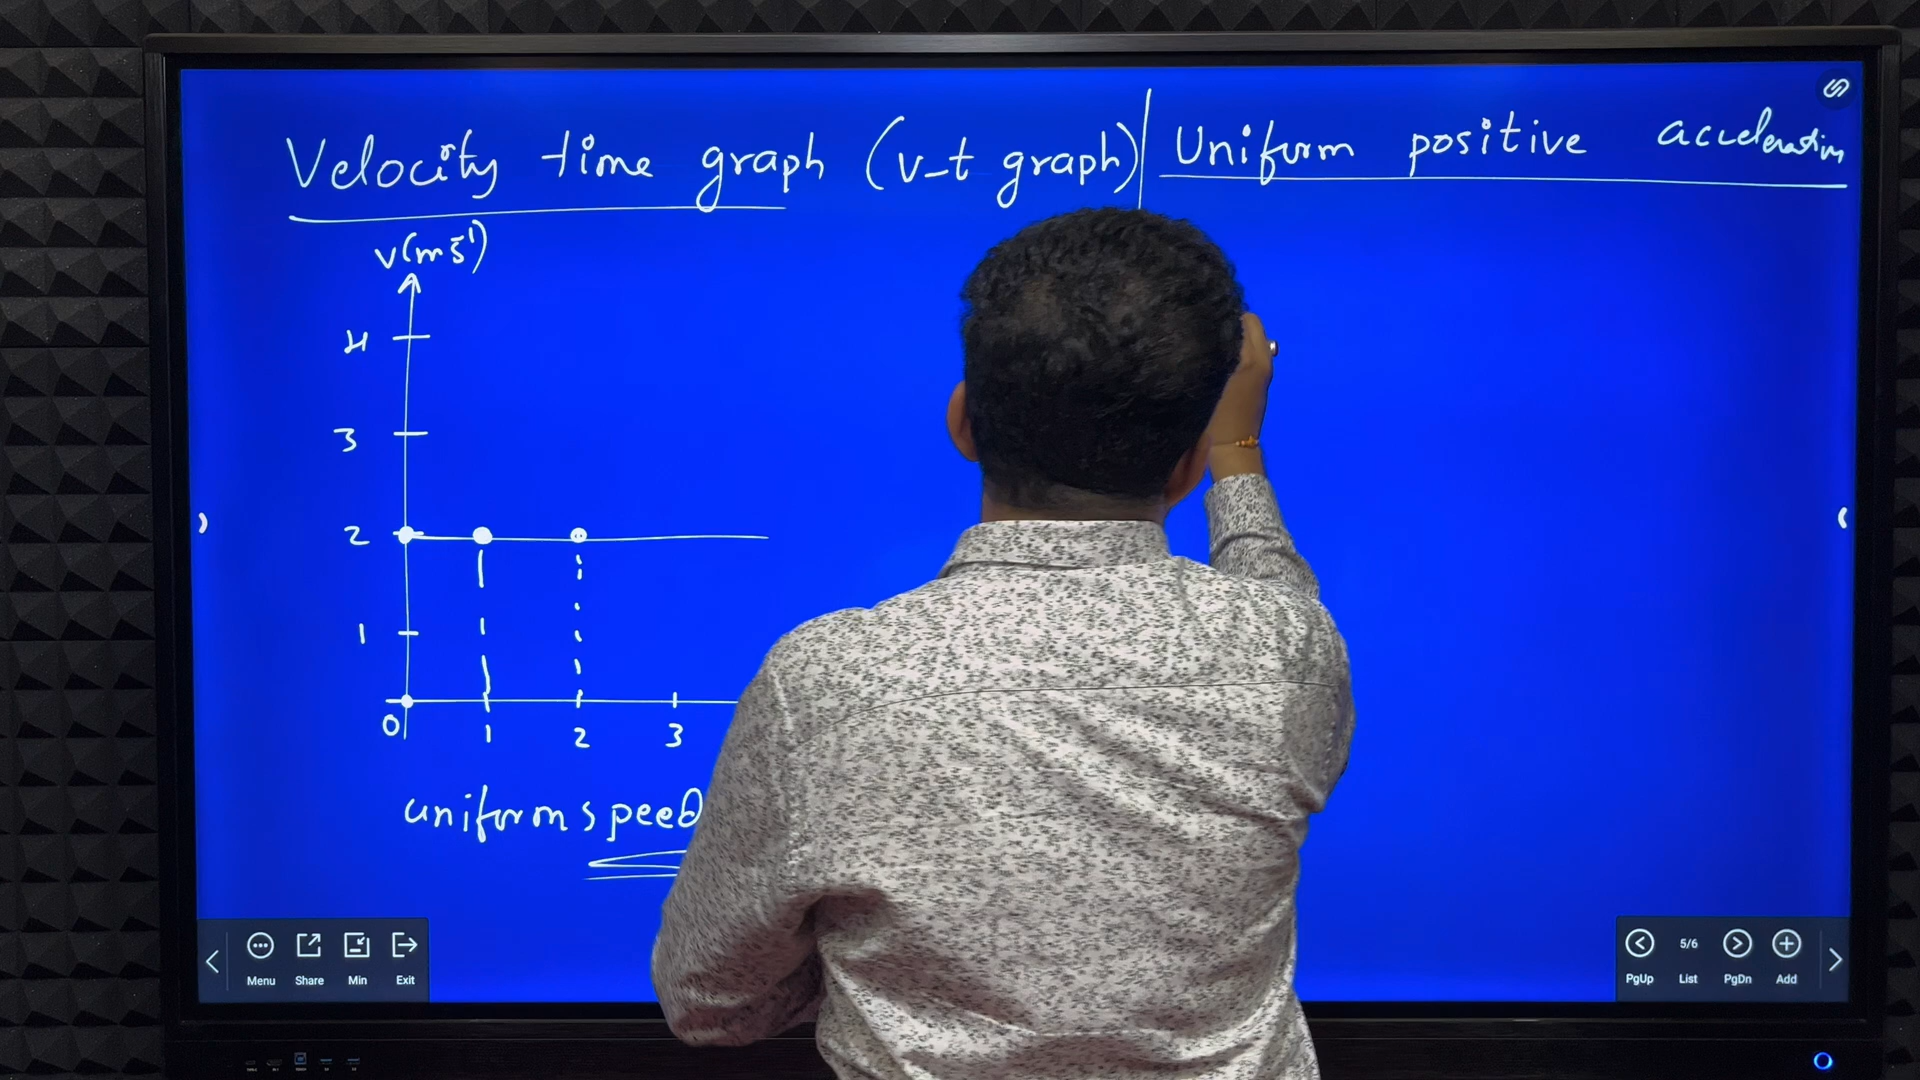 Velocity time graph (v-t graph)
Uniform positive acceleration
v(ms⁻¹)
4
3
2
1
0
1 2 3
uniform speed
Menu Share Min Exit
5/6
PgUp List PgDn Add